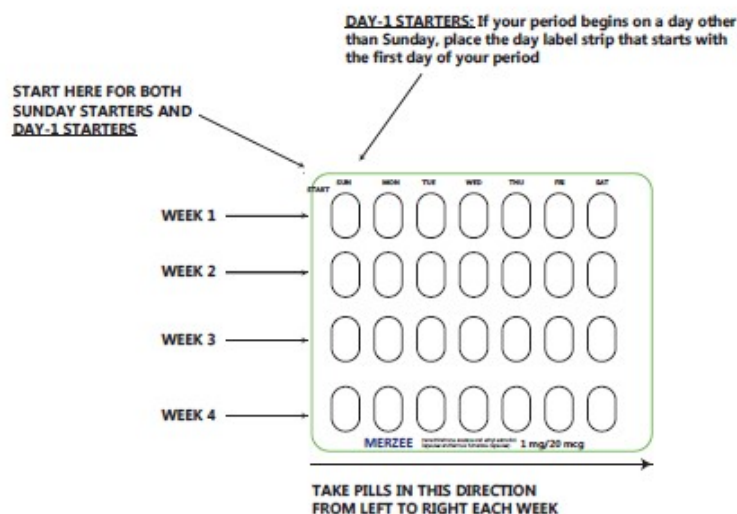 DAY-1 STARTERS: If your period begins on a day other
than Sunday, place the day label strip that starts with
the first day of your period
START HERE FOR BOTH
SUNDAY STARTERS AND
DAY-1 STARTERS
SUN MON TUE WED THU FRI SAT
START
WEEK 1
WEEK 2
WEEK 3
WEEK 4
MERZEE 1 mg/20 mcg
TAKE PILLS IN THIS DIRECTION
FROM LEFT TO RIGHT EACH WEEK